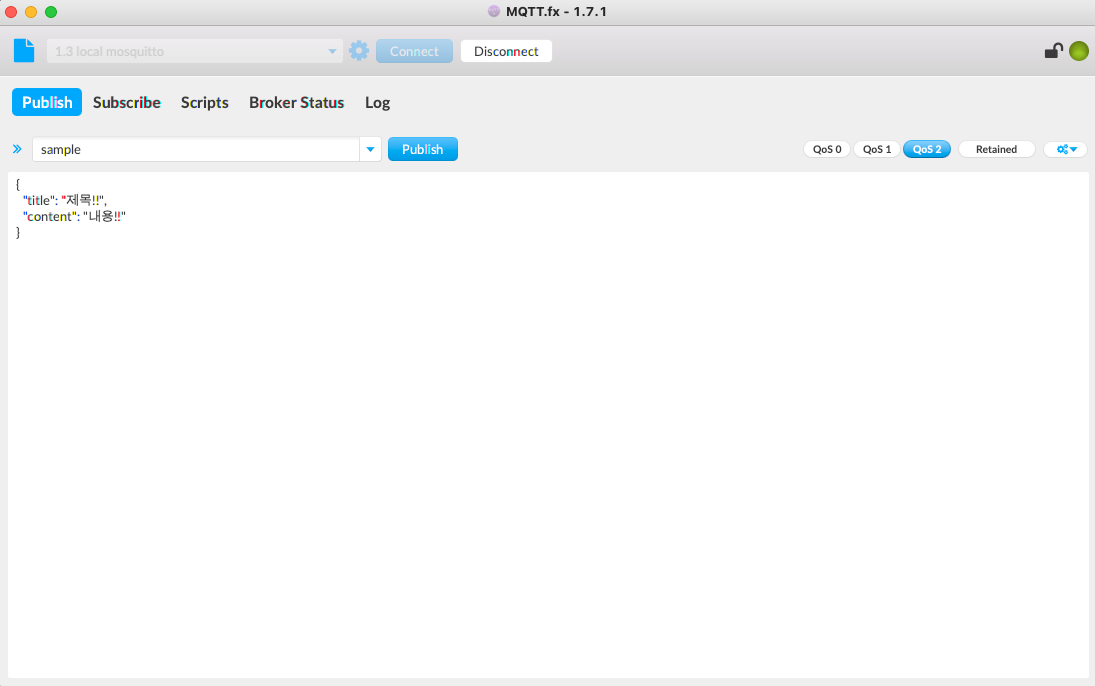 MQTT.fx - 1.7.1
1.3 local mosquitto Connect Disconnect
Publish Subscribe Scripts Broker Status Log
sample Publish QoS 0 QoS 1 QoS 2 Retained
{
"title": "제목!!",
"content": "내용!!"
}